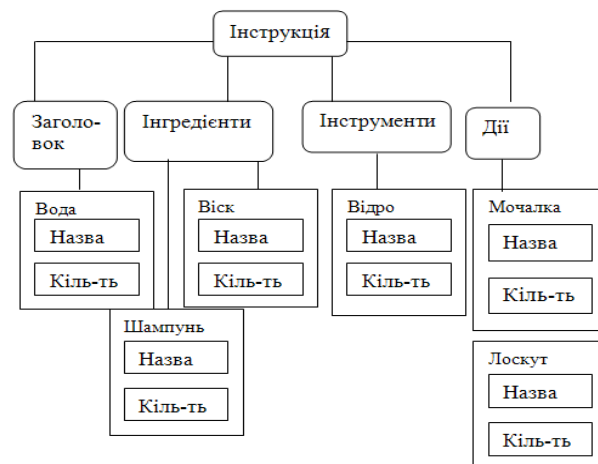 Інструкція
Заголо-
вок
Інгредієнти
Інструменти
Дії
Вода
Назва
Кіль-ть
Віск
Назва
Кіль-ть
Відро
Назва
Кіль-ть
Мочалка
Назва
Кіль-ть
Шампунь
Назва
Кіль-ть
Лоскут
Назва
Кіль-ть